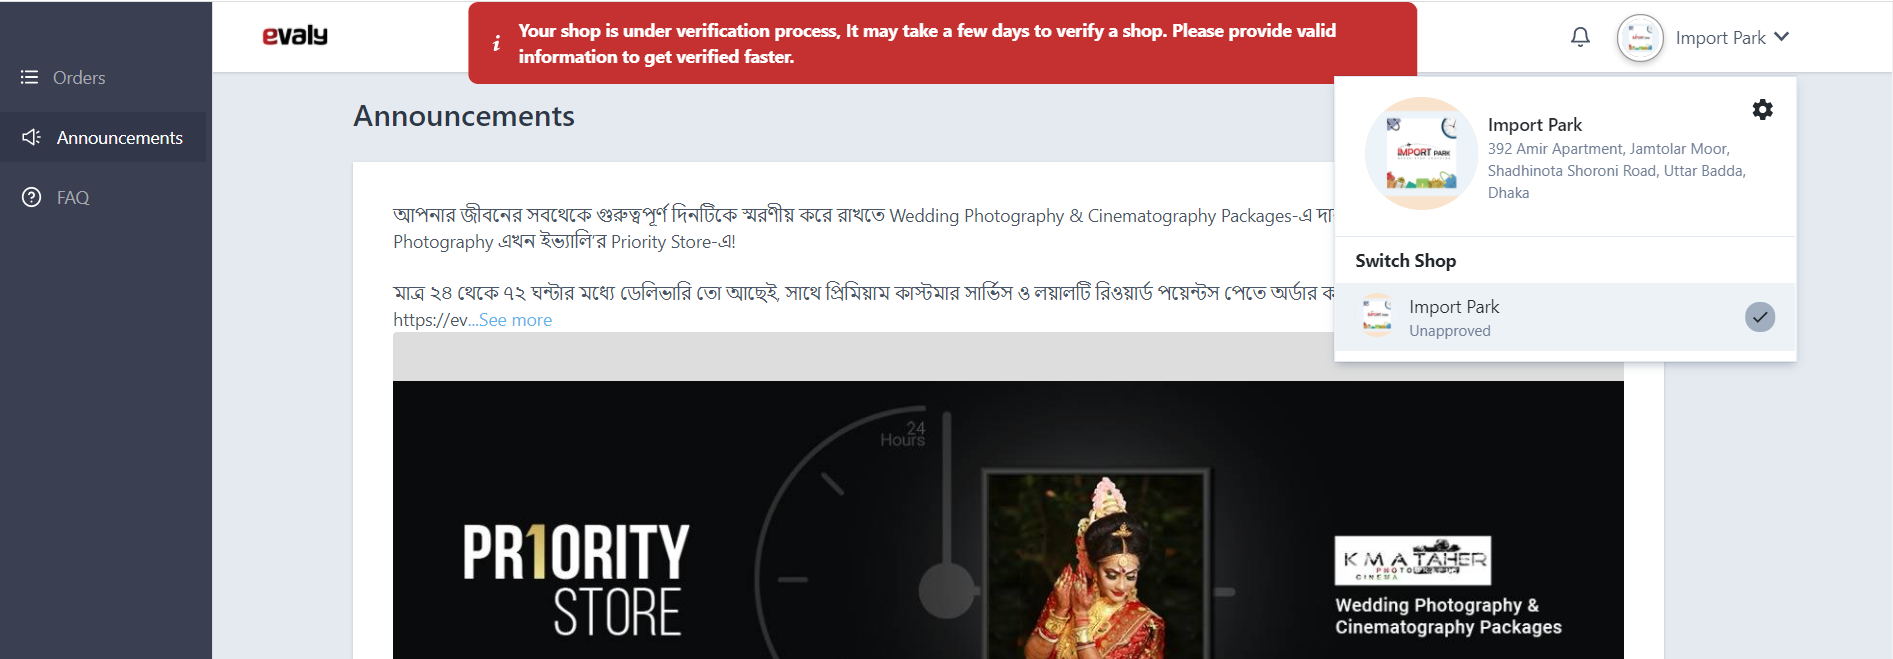 evaly
Your shop is under verification process, It may take a few days to verify a shop. Please provide valid
information to get verified faster.
Import Park
Orders
Announcements
FAQ
Announcements
আপনার জীবনের সবথেকে গুরুত্বপূর্ণ দিনটিকে স্মরণীয় করে রাখতে Wedding Photography & Cinematography Packages-এ
Photography এখন ইভ্যালি'র Priority Store-এ!
মাত্র ২৪ থেকে ৭২ ঘন্টার মধ্যে ডেলিভারি তো আছেই, সাথে প্রিমিয়াম কাস্টমার সার্ভিস ও লয়ালটি রিওয়ার্ড পয়েন্টস পেতে অর্ডার
https://ev...See more
Import Park
392 Amir Apartment, Jamtolar Moor,
Shadhinota Shoroni Road, Uttar Badda,
Dhaka
IMPORT PARK
Switch Shop
Import Park
Unapproved
24
Hours
PR1ORITY
STORE
K M A TAHER
PHOTOGRAPHY
CINEMA
Wedding Photography &
Cinematography Packages